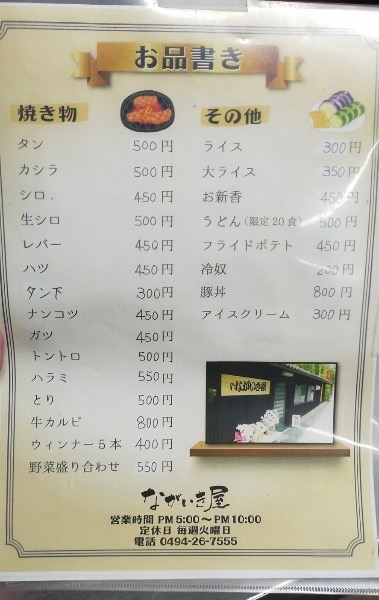 お品書き
焼き物
タン 500円
カシラ 500円
シロ 450円
生シロ 500円
レバー 450円
ハツ 450円
タン下 300円
ナンコツ 450円
ガツ 450円
トントロ 500円
ハラミ 550円
とり 500円
牛カルビ 800円
ウィンナー5本 400円
野菜盛り合わせ 550円
その他
ライス 300円
大ライス 350円
お新香 450円
うどん(限定20食) 500円
フライドポテト 450円
冷奴 200円
豚丼 800円
アイスクリーム 300円
ながいき屋
ながいき屋
営業時間 PM5:00~PM10:00
定休日 毎週火曜日
電話 0494-26-7555